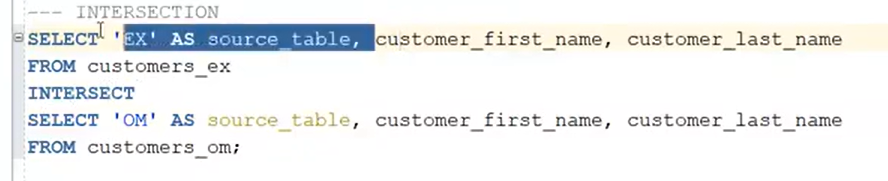 --- INTERSECTION
SELECT 'EX' AS source_table, customer_first_name, customer_last_name
FROM customers_ex
INTERSECT
SELECT 'OM' AS source_table, customer_first_name, customer_last_name
FROM customers_om;